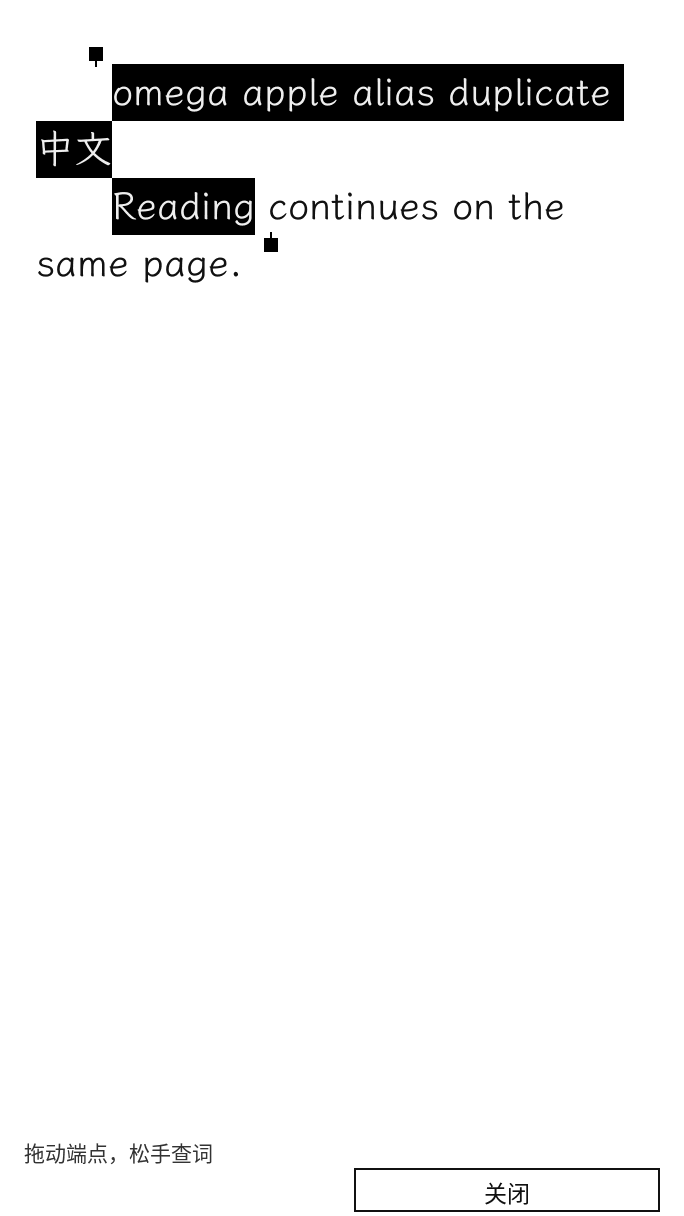 omega apple alias duplicate
中文
Reading continues on the
same page.
拖动端点，松手查词
关闭